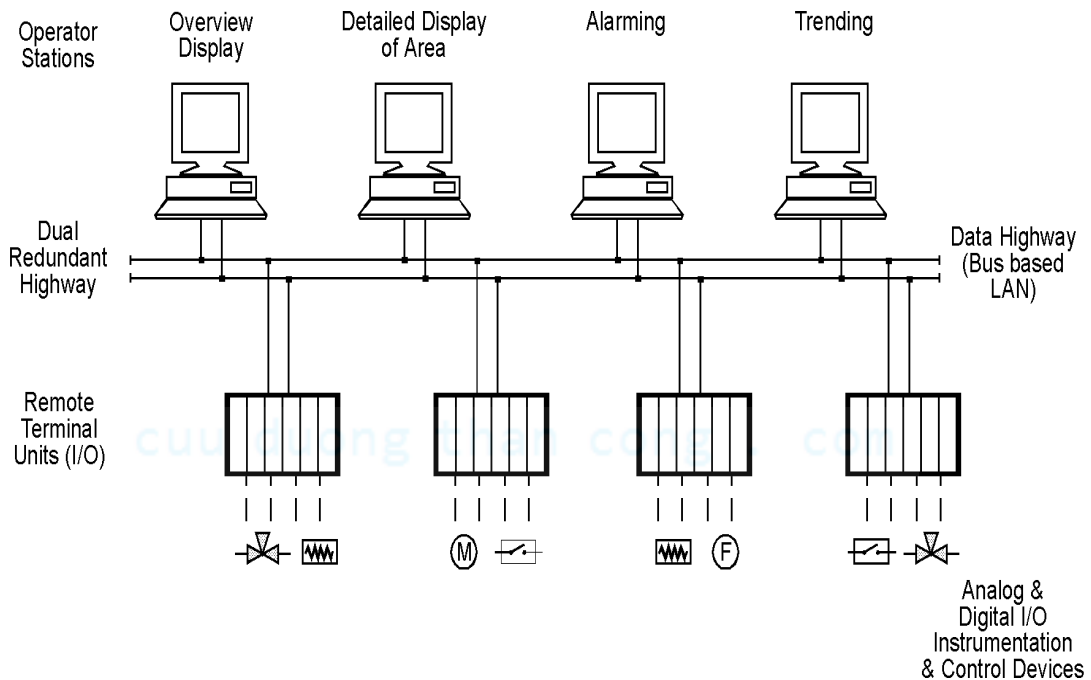 Operator
Stations
Overview
Display
Detailed Display
of Area
Alarming
Trending
Dual
Redundant
Highway
Data Highway
(Bus based
LAN)
Remote
Terminal
Units (I/O)
cuu duong than cong . com
M
F
Analog &
Digital I/O
Instrumentation
& Control Devices